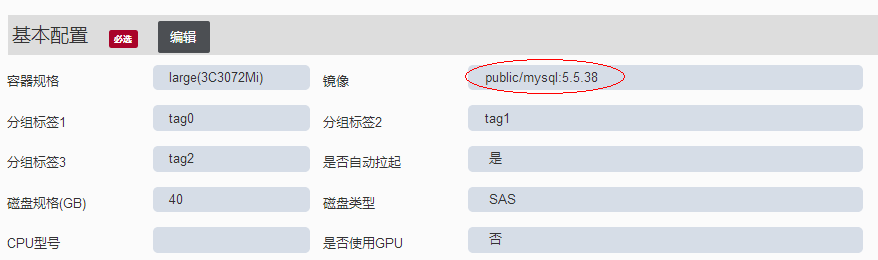 基本配置 必选 编辑
容器规格 large(3C3072Mi) 镜像 public/mysql:5.5.38
分组标签1 tag0 分组标签2 tag1
分组标签3 tag2 是否自动拉起 是
磁盘规格(GB) 40 磁盘类型 SAS
CPU型号 是否使用GPU 否